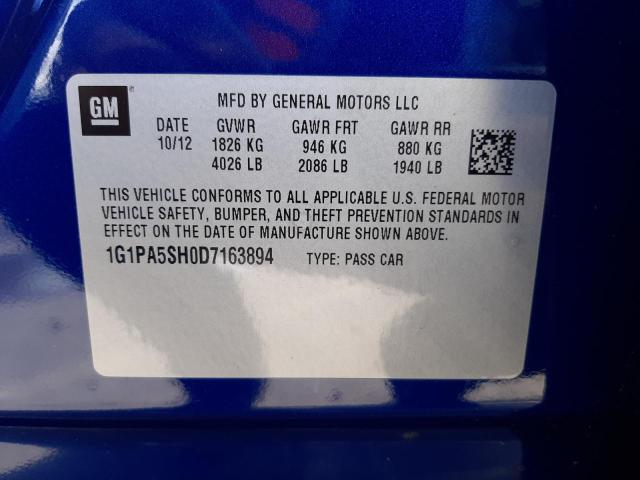 GM
MFD BY GENERAL MOTORS LLC
DATE GVWR GAWR FRT GAWR RR
10/12 1826 KG 946 KG 880 KG
4026 LB 2086 LB 1940 LB
THIS VEHICLE CONFORMS TO ALL APPLICABLE U.S. FEDERAL MOTOR
VEHICLE SAFETY, BUMPER, AND THEFT PREVENTION STANDARDS IN
EFFECT ON THE DATE OF MANUFACTURE SHOWN ABOVE.
1G1PA5SH0D7163894 TYPE: PASS CAR